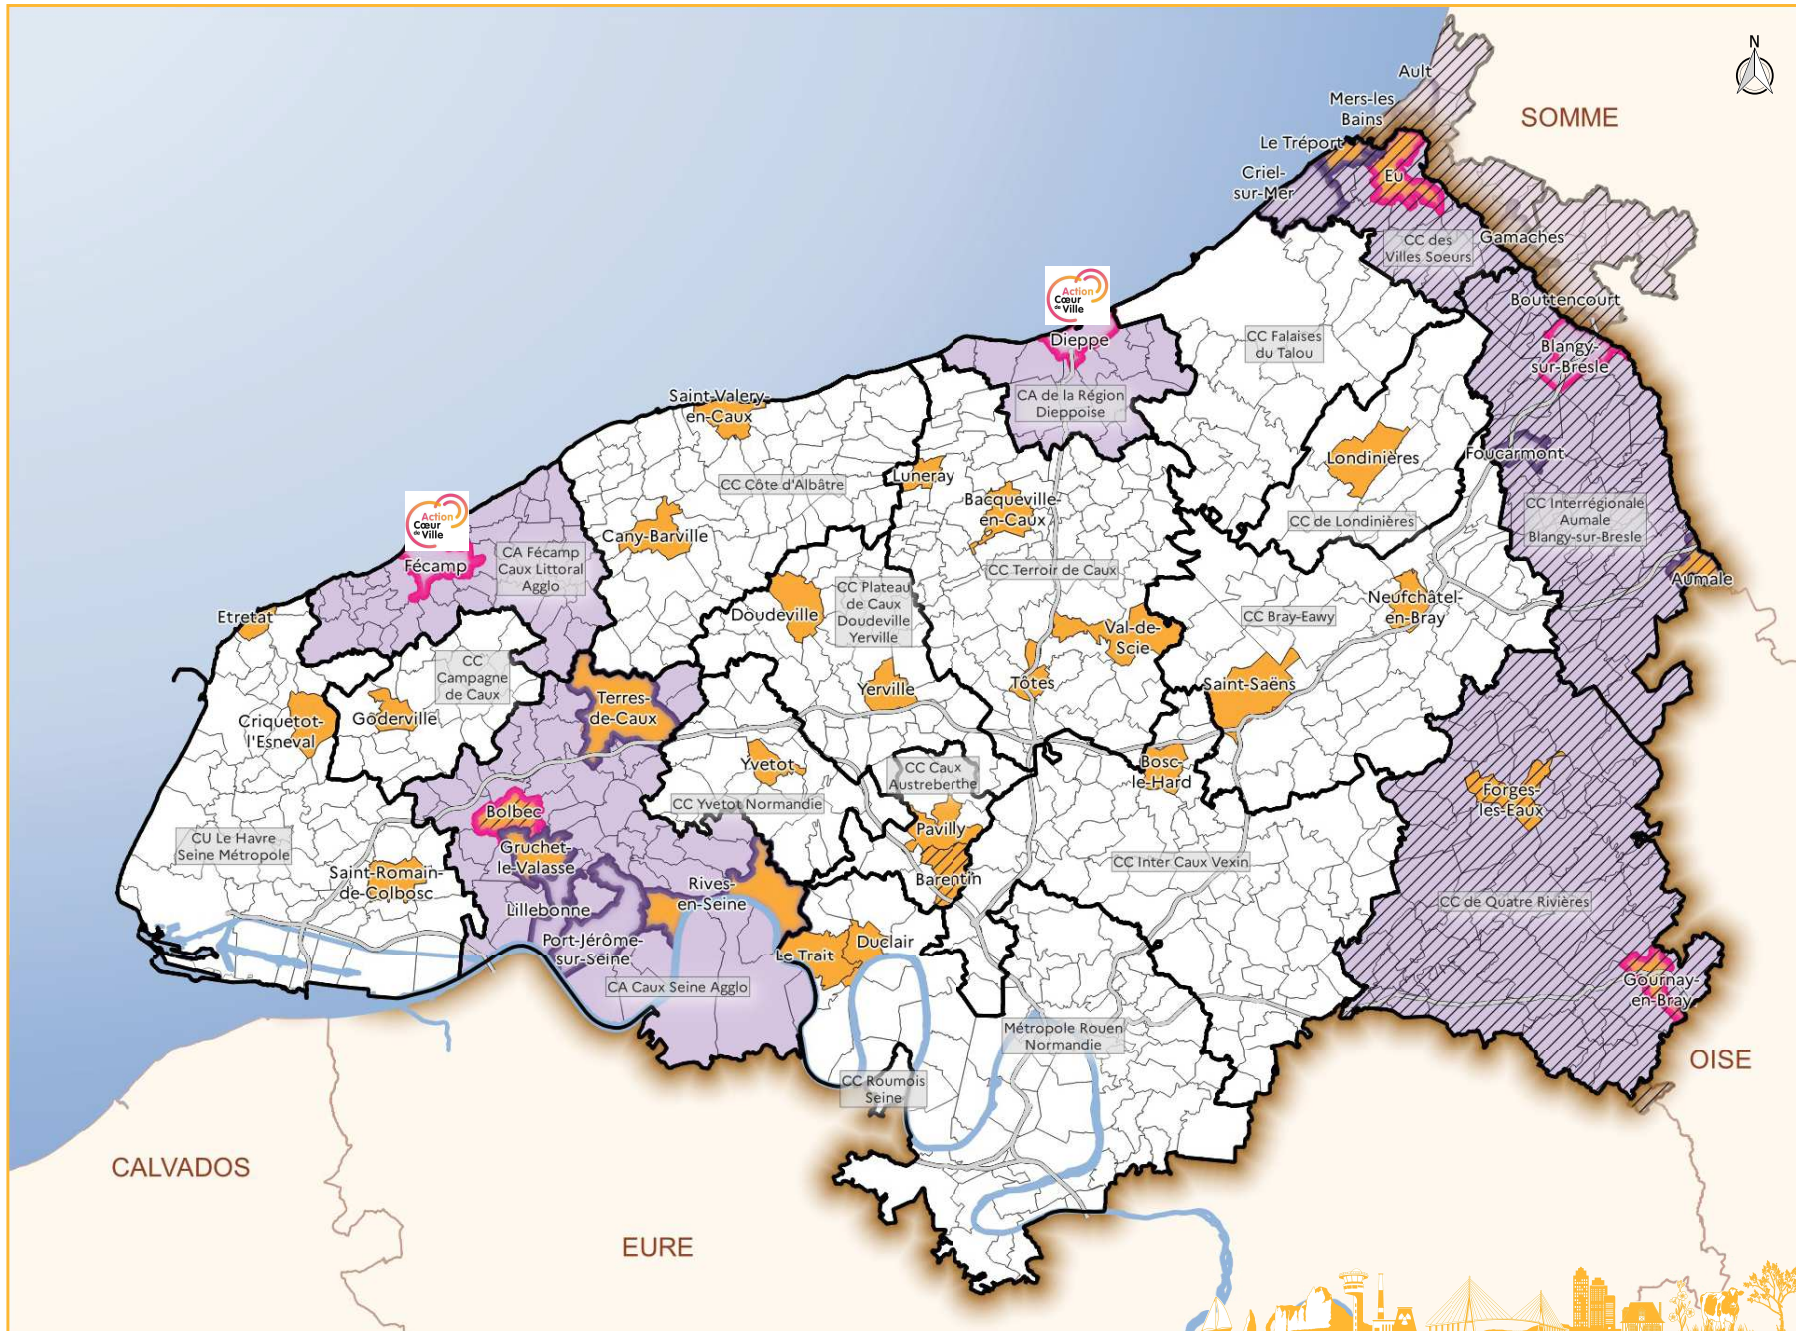 N
Ault
SOMME
Mers-les
Bains
Le Tréport
Criel-
sur-Mer
Eu
Gamaches
CC des
Villes Soeurs
Bouttencourt
Action
Cœur
de Ville
Dieppe
CC Falaises
du Talou
Blangy-
sur-Bresle
CA de la Région
Dieppoise
Saint-Valery-
en-Caux
Londinières
Foucarmont
Luneray
CC Côte d'Albâtre
Bacqueville-
en-Caux
CC Interrégionale
Aumale
Blangy-sur-Bresle
CC de Londinières
Action
Cœur
de Ville
Cany-Barville
Fécamp
CA Fécamp
Caux Littoral
Agglo
CC Terroir de Caux
Aumale
CC Plateau
de Caux
Doudeville
Yerville
Neufchâtel-
en-Bray
Etretat
Doudeville
CC Bray-Eawy
Val-de-
Scie
CC
Campagne
de Caux
Tôtes
Saint-Saëns
Yerville
Terres-
de-Caux
Goderville
Criquetot-
l'Esneval
Yvetot
CC Caux
Austreberthe
Bosc-
le-Hard
Forges-
les-Eaux
CC Yvetot Normandie
Bolbec
Pavilly
CU Le Havre
Seine Métropole
Gruchet-
le-Valasse
CC Inter Caux Vexin
Saint-Romain-
de-Colbosc
Barentin
Rives-
en-Seine
CC de Quatre Rivières
Lillebonne
Port-Jérôme-
sur-Seine
Duclair
Le Trait
CA Caux Seine Agglo
Gournay-
en-Bray
Métropole Rouen
Normandie
OISE
CC Roumois
Seine
CALVADOS
EURE